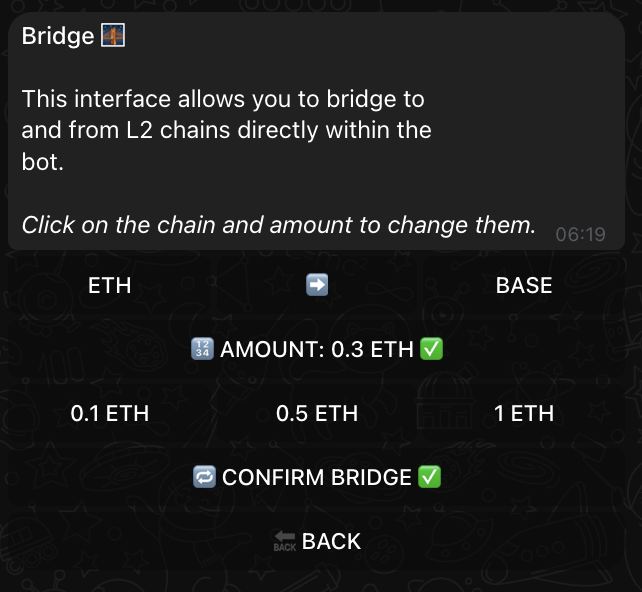 Bridge 🌉
This interface allows you to bridge to
and from L2 chains directly within the
bot.
Click on the chain and amount to change them. 06:19
ETH ➡️ BASE
🔢 AMOUNT: 0.3 ETH ✅
0.1 ETH 0.5 ETH 1 ETH
🔁 CONFIRM BRIDGE ✅
🔙 BACK